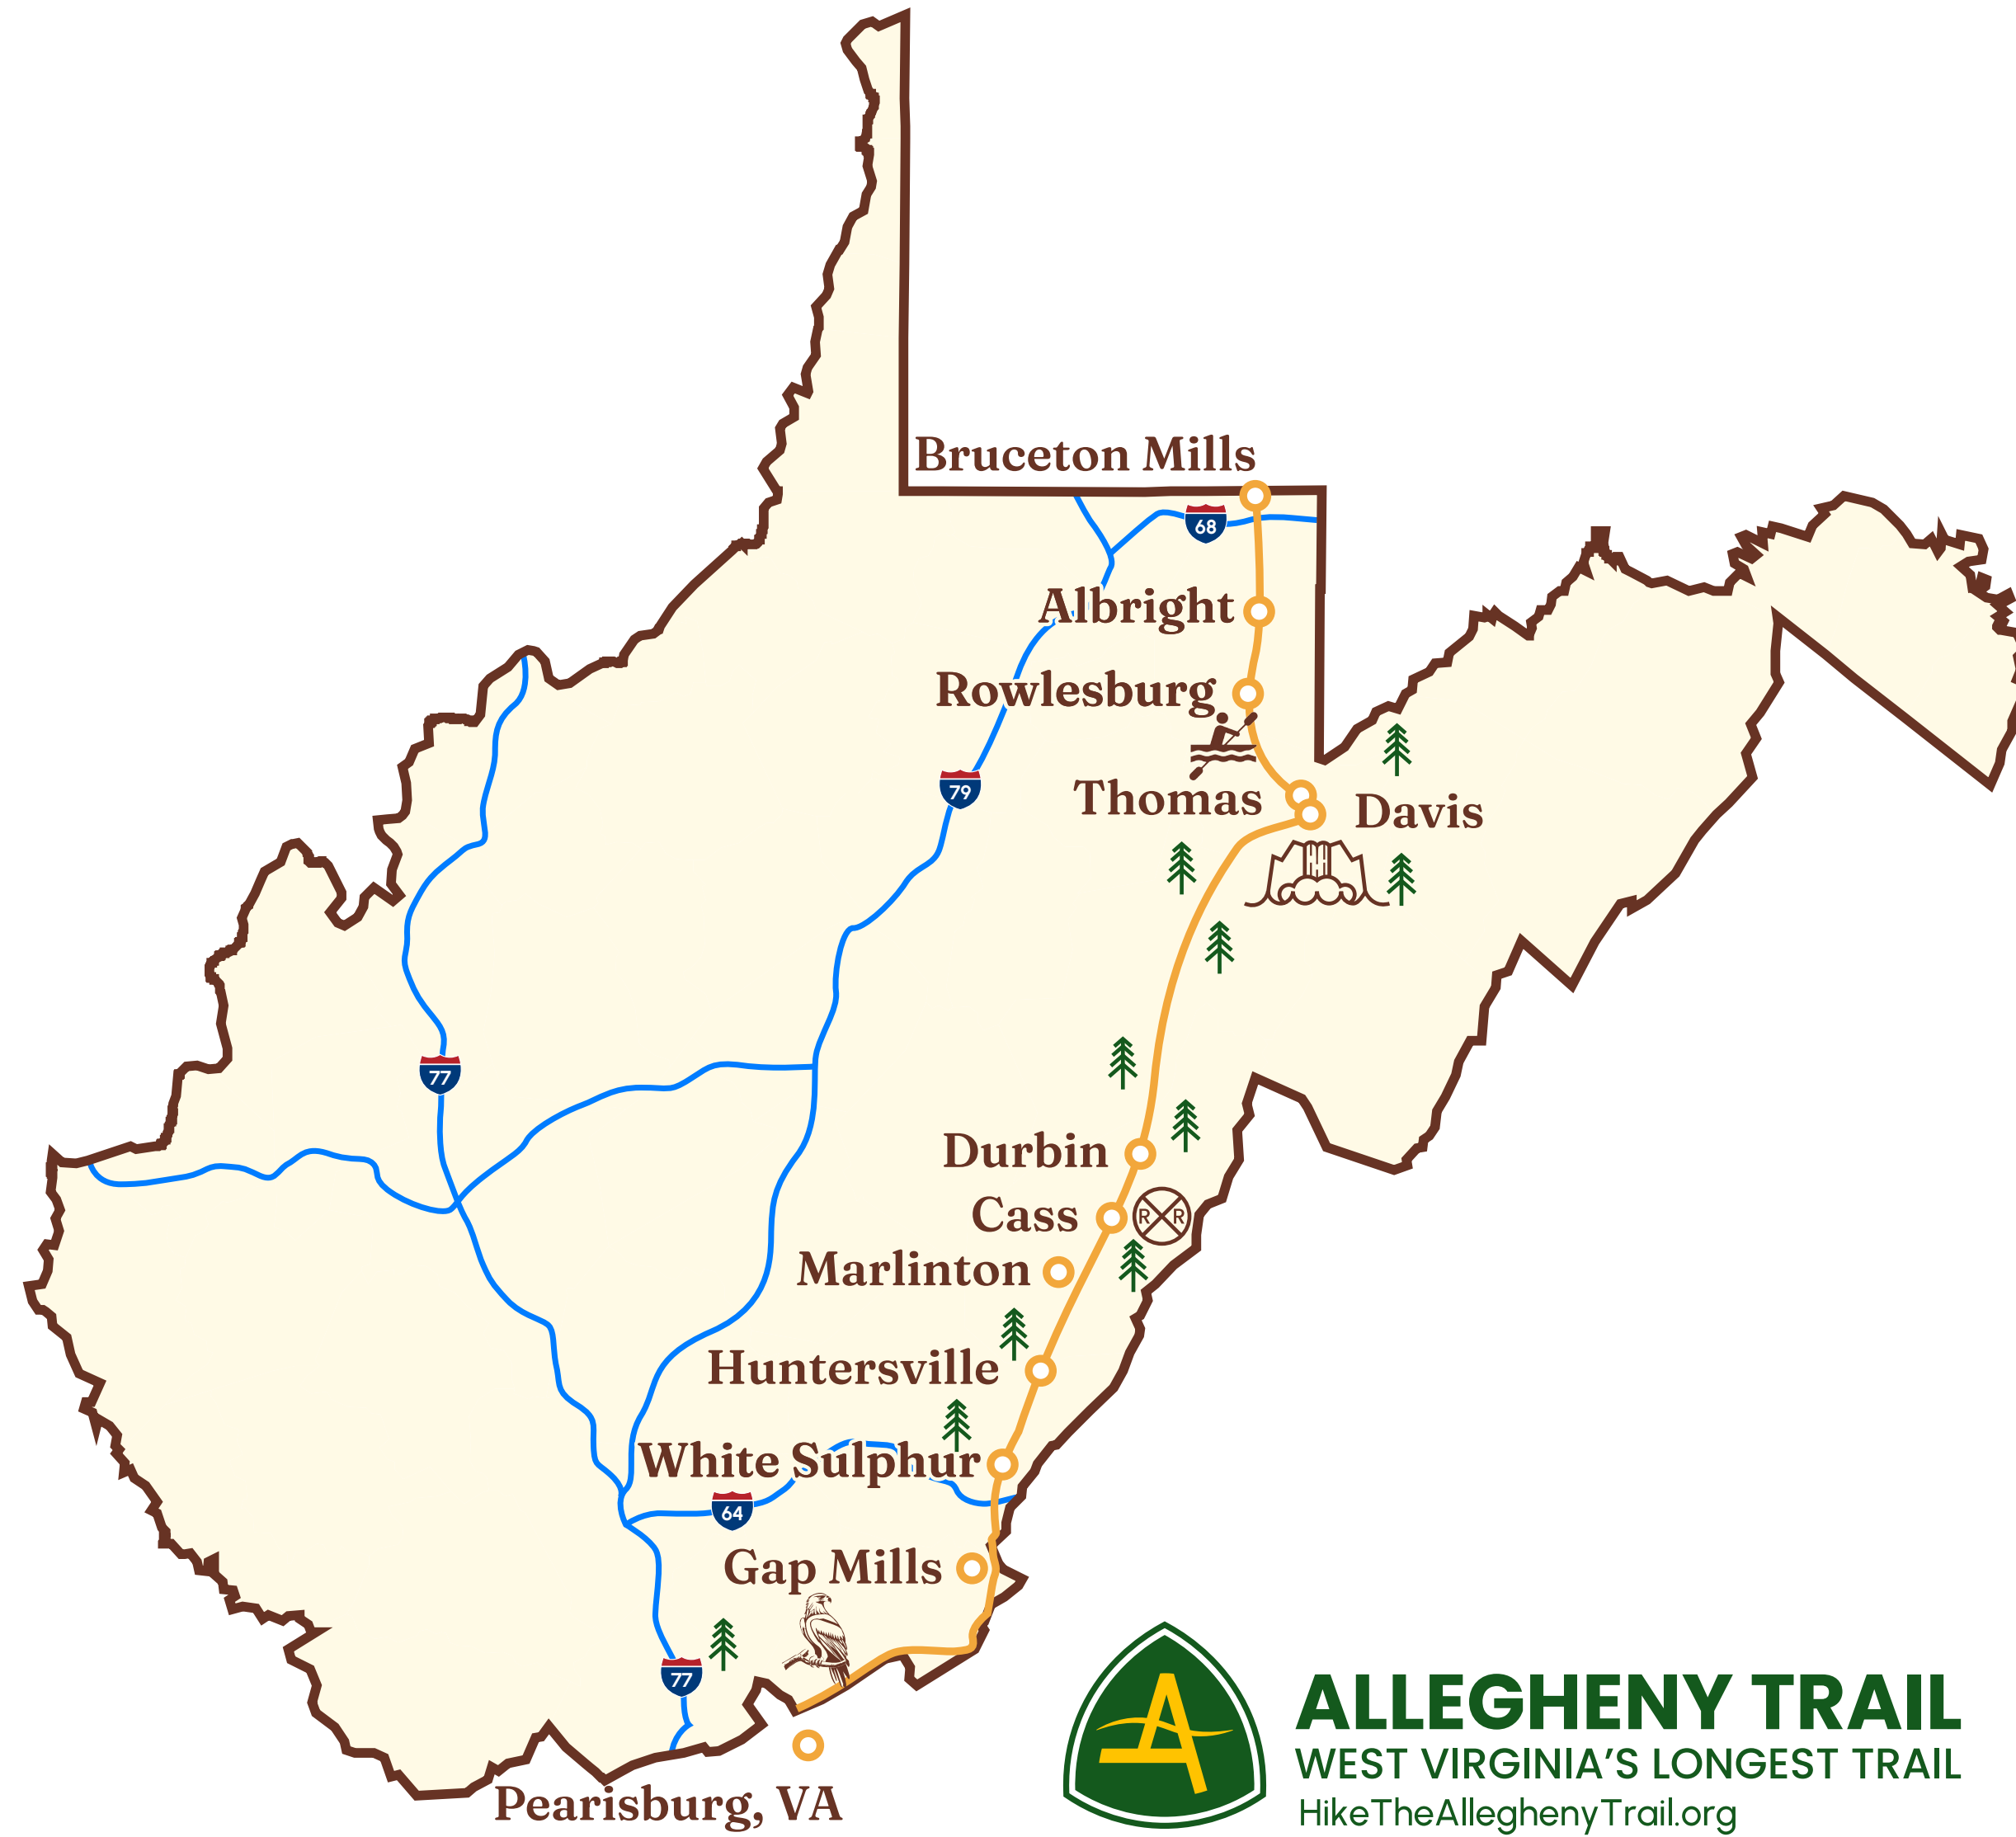 Bruceton Mills
68
Albright
Rowlesburg
79
Thomas
Davis
77
Durbin
Cass
R R
Marlinton
Huntersville
White Sulphur
64
Gap Mills
77
Pearisburg, VA
ALLEGHENY TRAIL
WEST VIRGINIA'S LONGEST TRAIL
HikeTheAlleghenyTrail.org